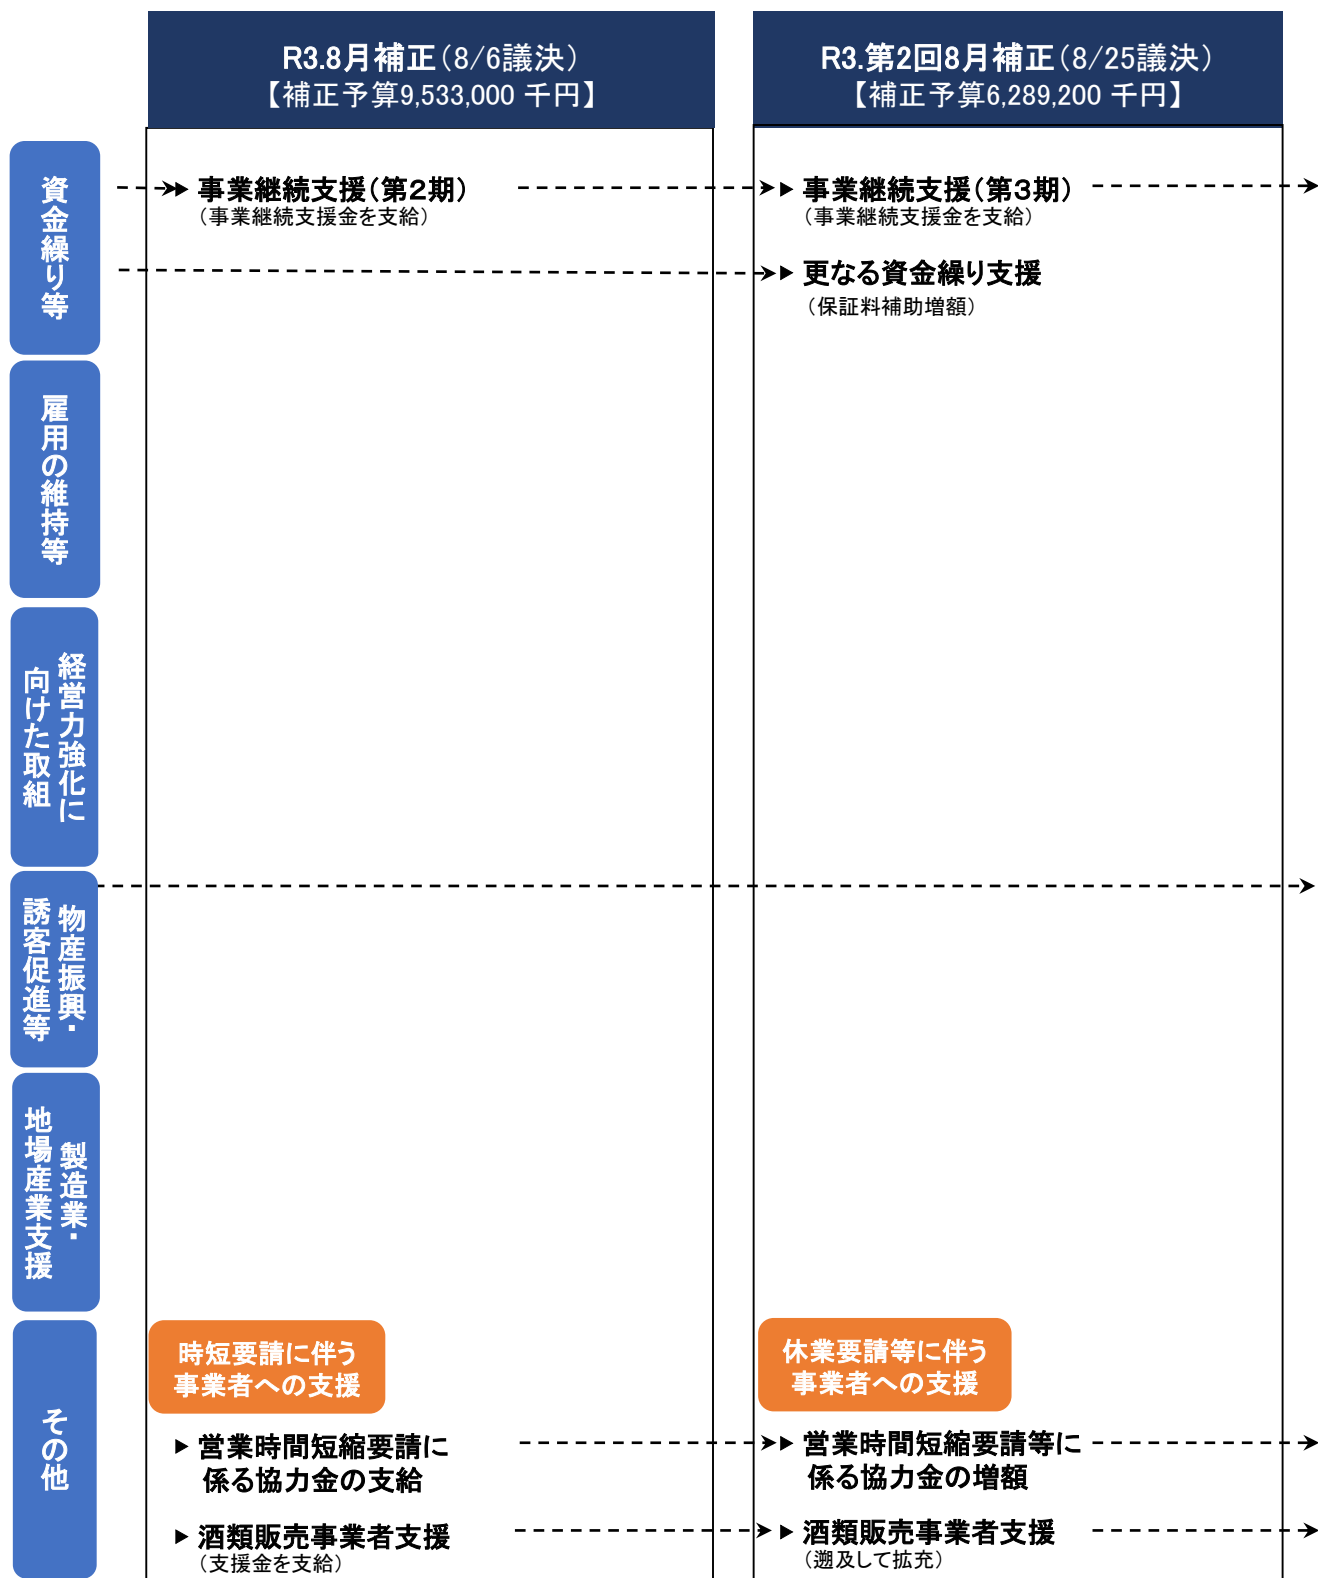 R3.8月補正(8/6議決)
【補正予算9,533,000 千円】
R3.第2回8月補正(8/25議決)
【補正予算6,289,200 千円】
資金繰り等
▶ 事業継続支援(第2期)
(事業継続支援金を支給)
▶ 事業継続支援(第3期)
(事業継続支援金を支給)
▶ 更なる資金繰り支援
(保証料補助増額)
雇用の維持等
経営力強化に
向けた取組
物産振興・
誘客促進等
製造業・
地場産業支援
その他
時短要請に伴う
事業者への支援
▶ 営業時間短縮要請に
係る協力金の支給
▶ 酒類販売事業者支援
(支援金を支給)
休業要請等に伴う
事業者への支援
▶ 営業時間短縮要請等に
係る協力金の増額
▶ 酒類販売事業者支援
(遡及して拡充)